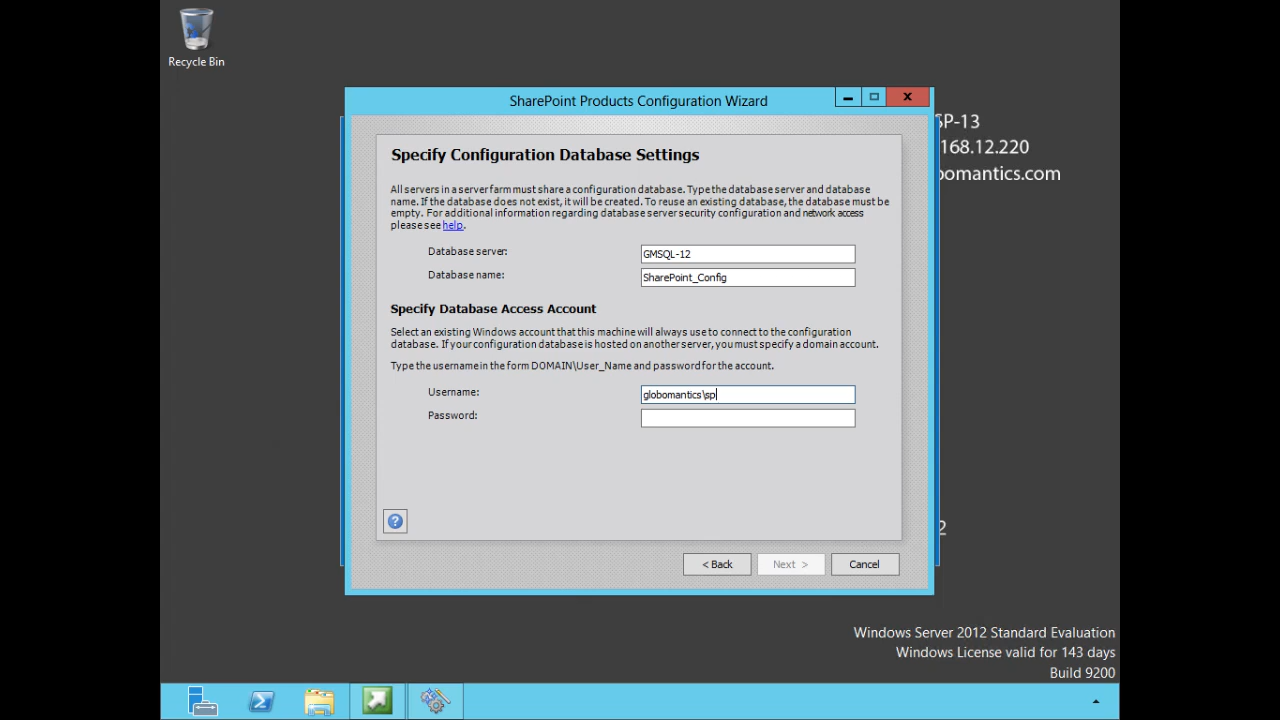 Recycle Bin
SharePoint Products Configuration Wizard
SP-13
168.12.220
bomantics.com
Specify Configuration Database Settings
All servers in a server farm must share a configuration database. Type the database server and database
name. If the database does not exist, it will be created. To reuse an existing database, the database must be
empty. For additional information regarding database server security configuration and network access
please see help.
Database server: GMSQL-12
Database name: SharePoint_Config
Specify Database Access Account
Select an existing Windows account that this machine will always use to connect to the configuration
database. If your configuration database is hosted on another server, you must specify a domain account.
Type the username in the form DOMAIN\User_Name and password for the account.
Username: globomantics\sp
Password:
2
< Back Next > Cancel
Windows Server 2012 Standard Evaluation
Windows License valid for 143 days
Build 9200